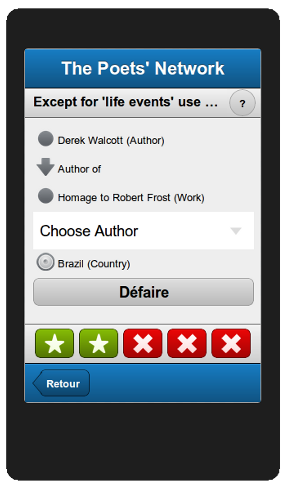 The Poets' Network
Except for 'life events' use ...
?
Derek Walcott (Author)
Author of
Homage to Robert Frost (Work)
Choose Author
Brazil (Country)
Défaire
Retour